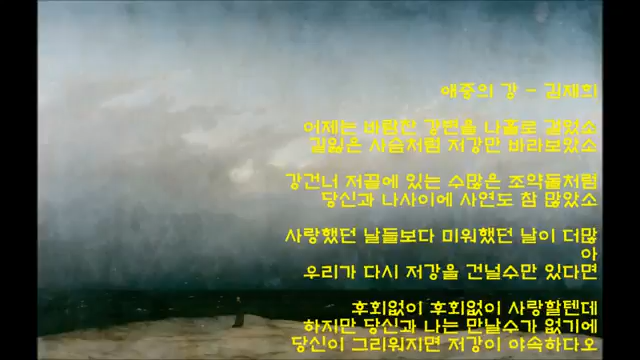 애증의 강 - 김재희
어제는 바람찬 강변을 나홀로 걸었소
길잃은 사슴처럼 저강만 바라보았소
강건너 저끝에 있는 수많은 조약돌처럼
당신과 나사이에 사연도 참 많았소
사랑했던 날들보다 미워했던 날이 더많
아
우리가 다시 저강을 건널수만 있다면
후회없이 후회없이 사랑할텐데
하지만 당신과 나는 만날수가 없기에
당신이 그리워지면 저강이 야속하다오